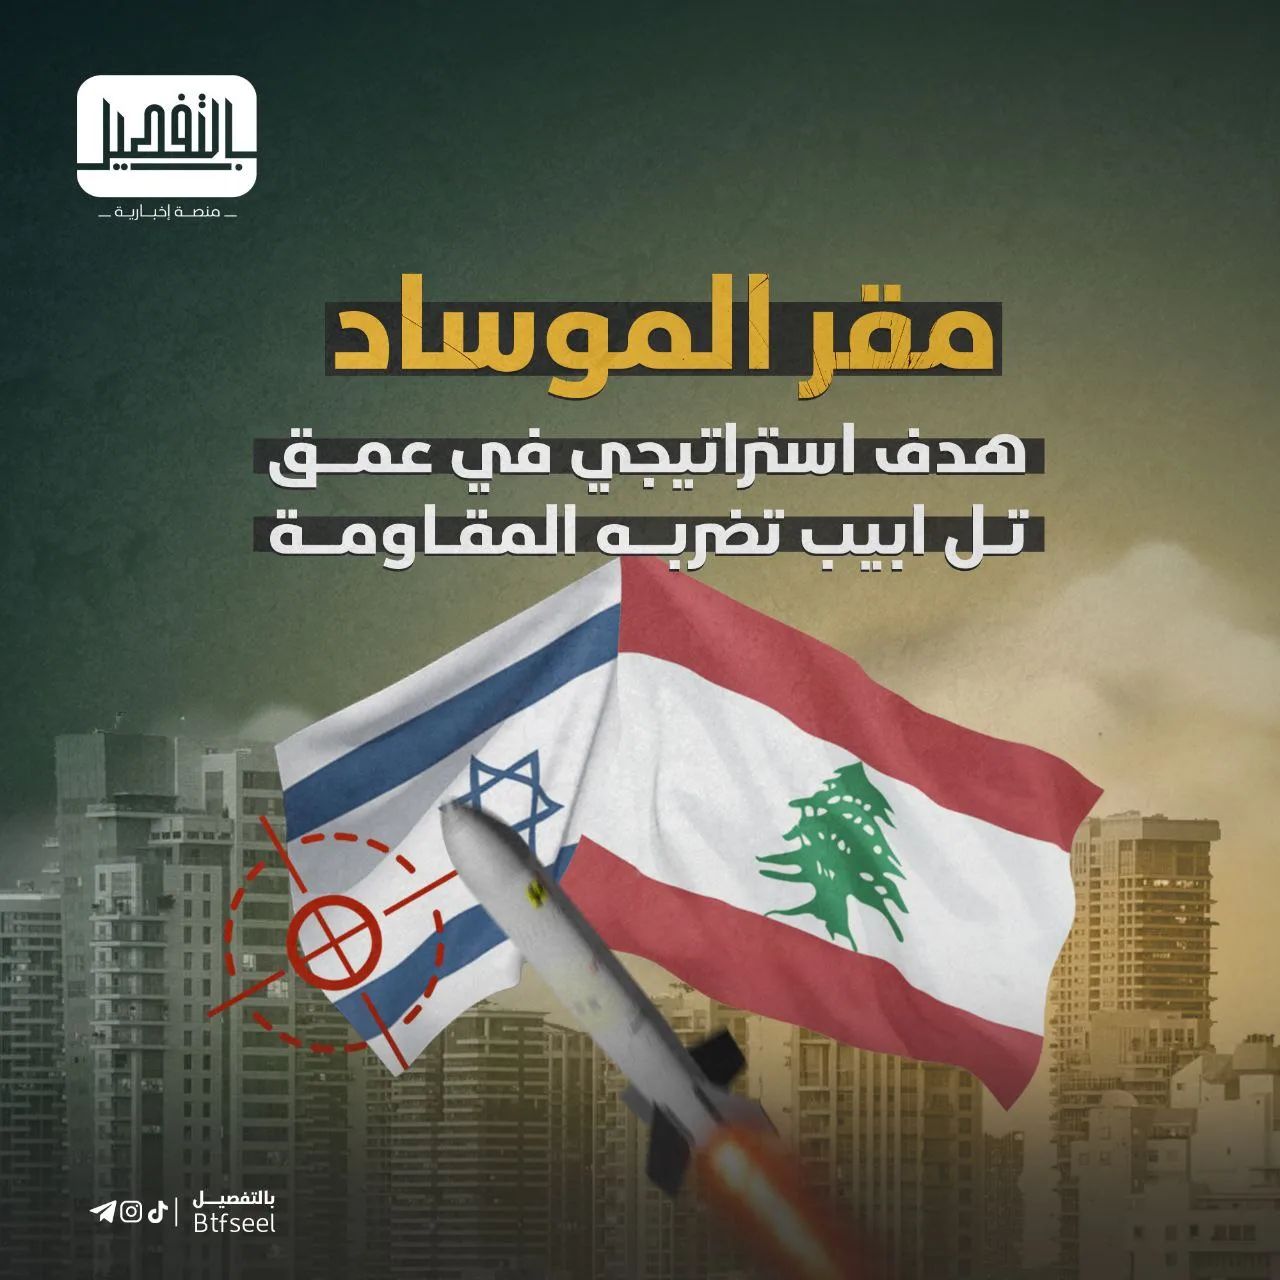 بالتفصيل
منصة إخبارية
مقر الموساد
هدف استراتيجي في عمق
تل ابيب تضربه المقاومة
بالتفصيل
Btfseel